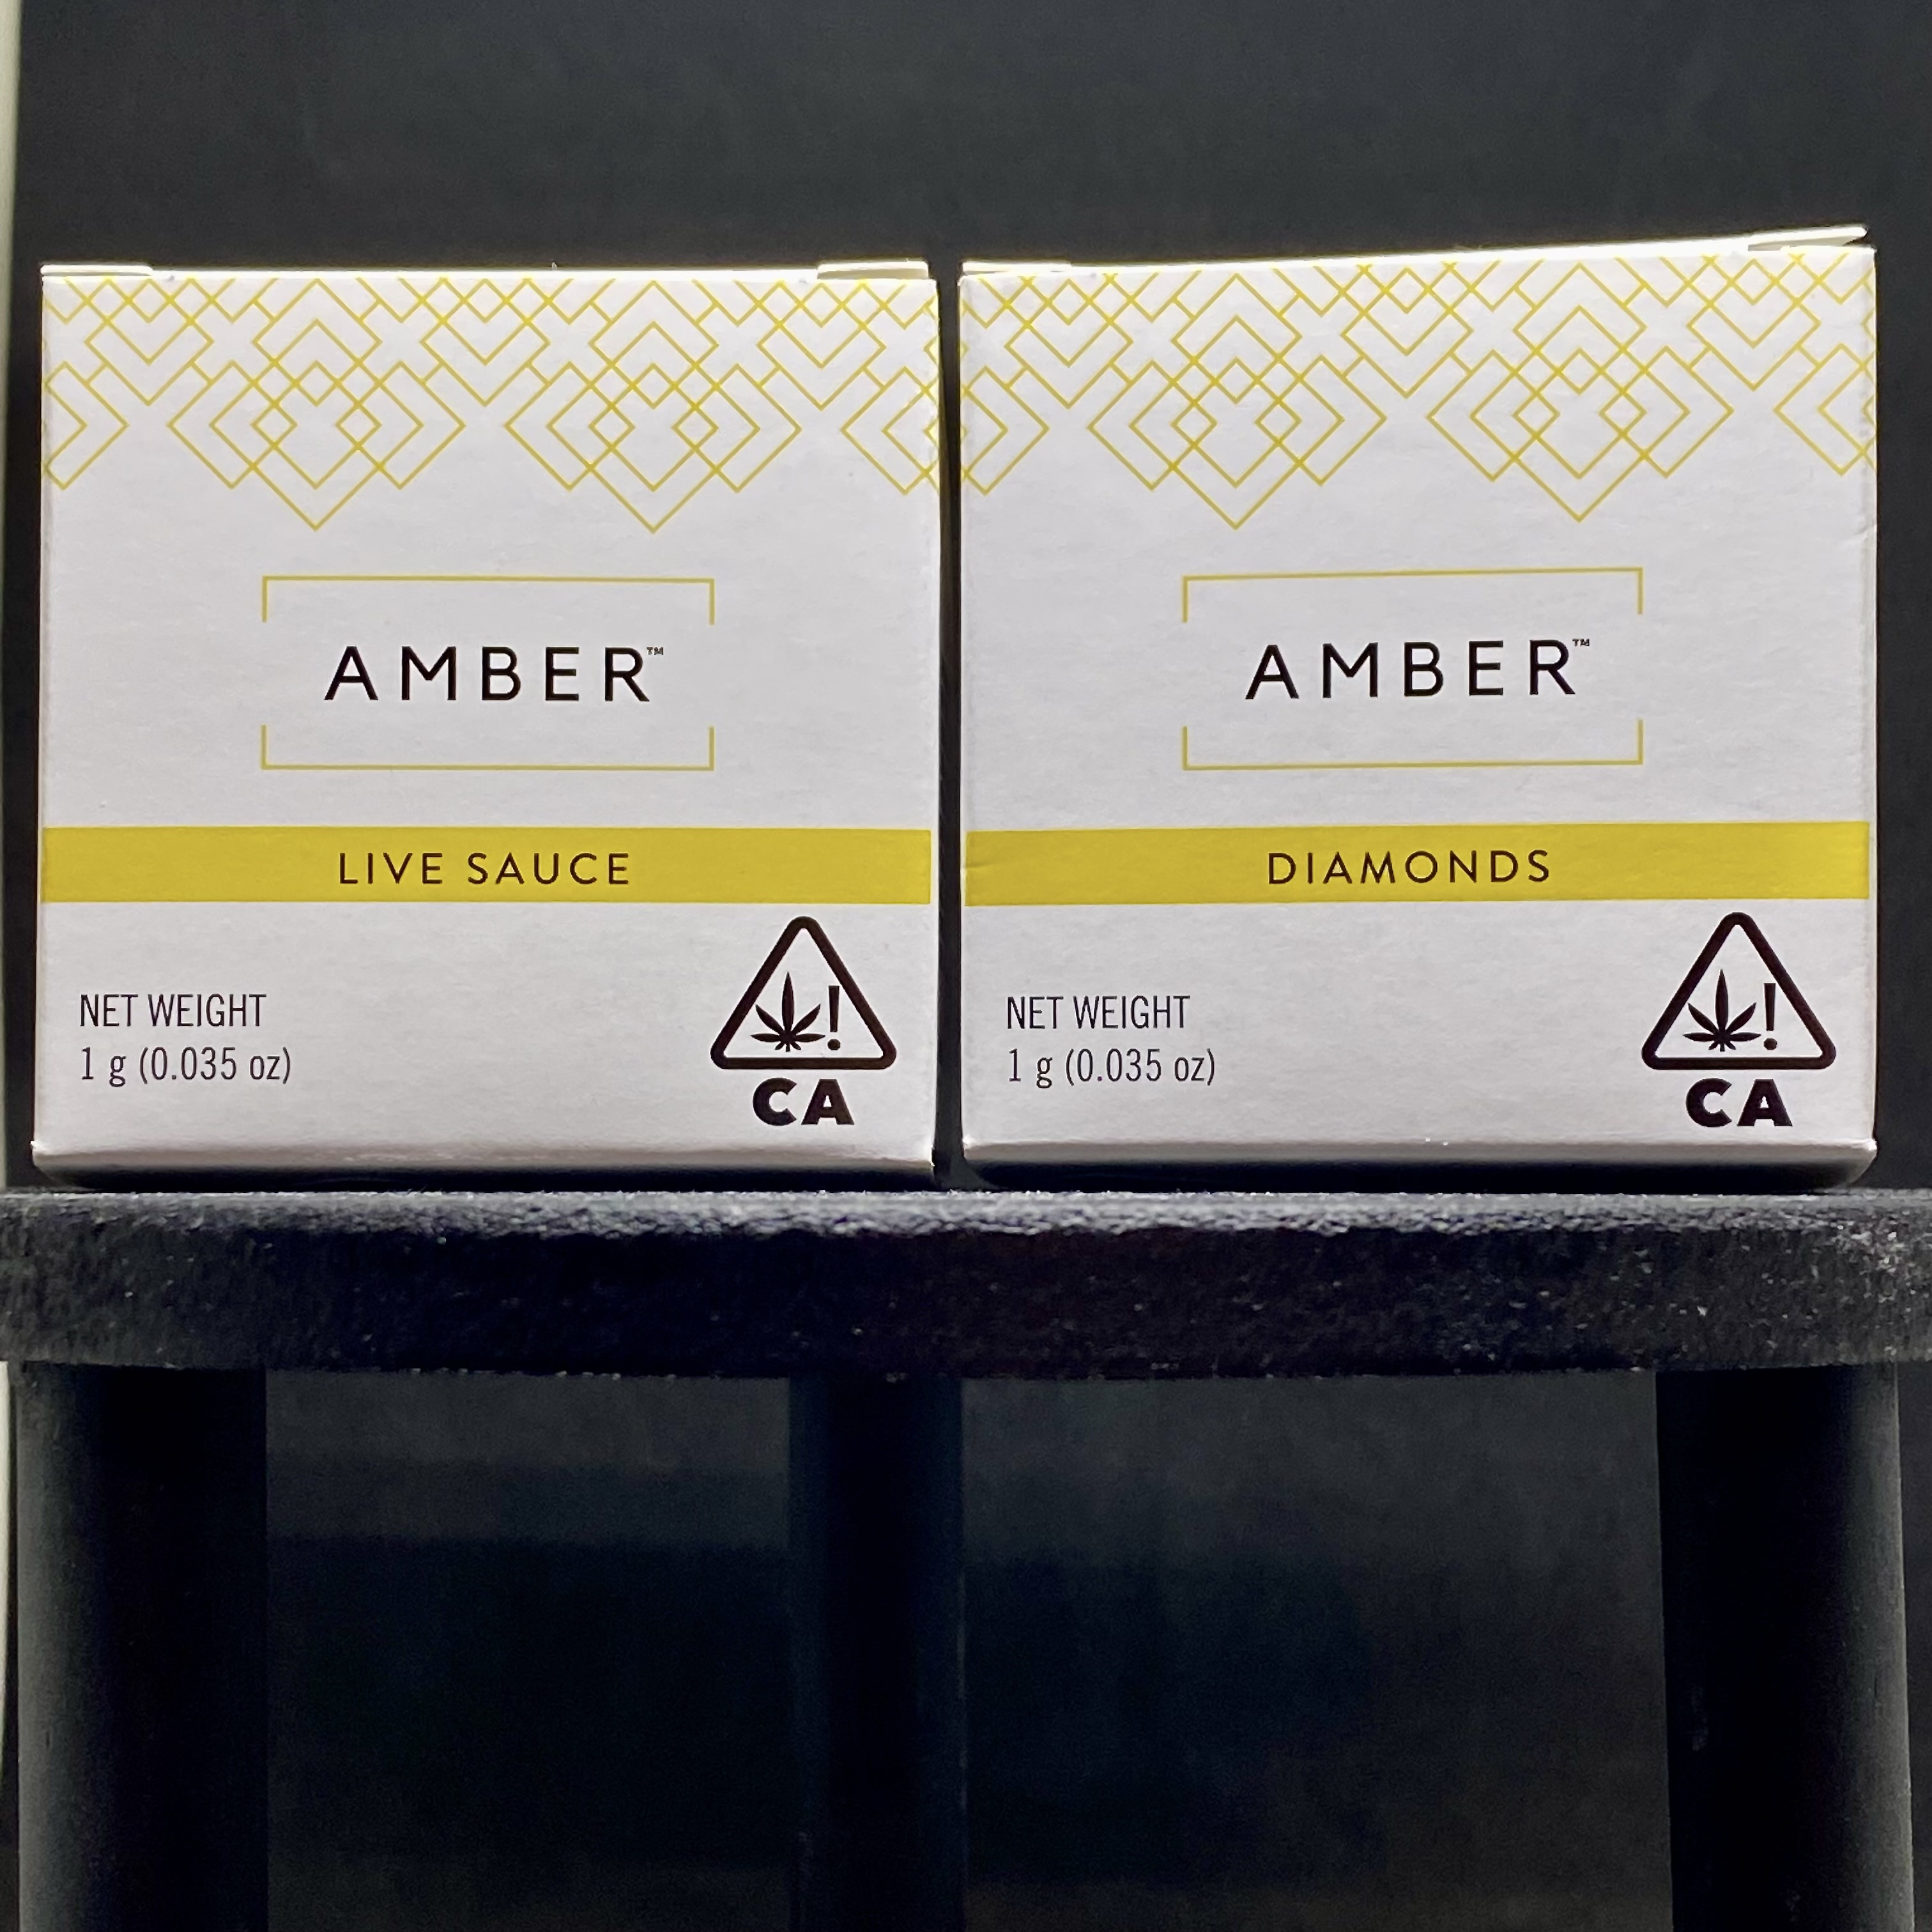 AMBER™
LIVE SAUCE
NET WEIGHT
1 g (0.035 oz)
!
CA
AMBER™
DIAMONDS
NET WEIGHT
1 g (0.035 oz)
!
CA